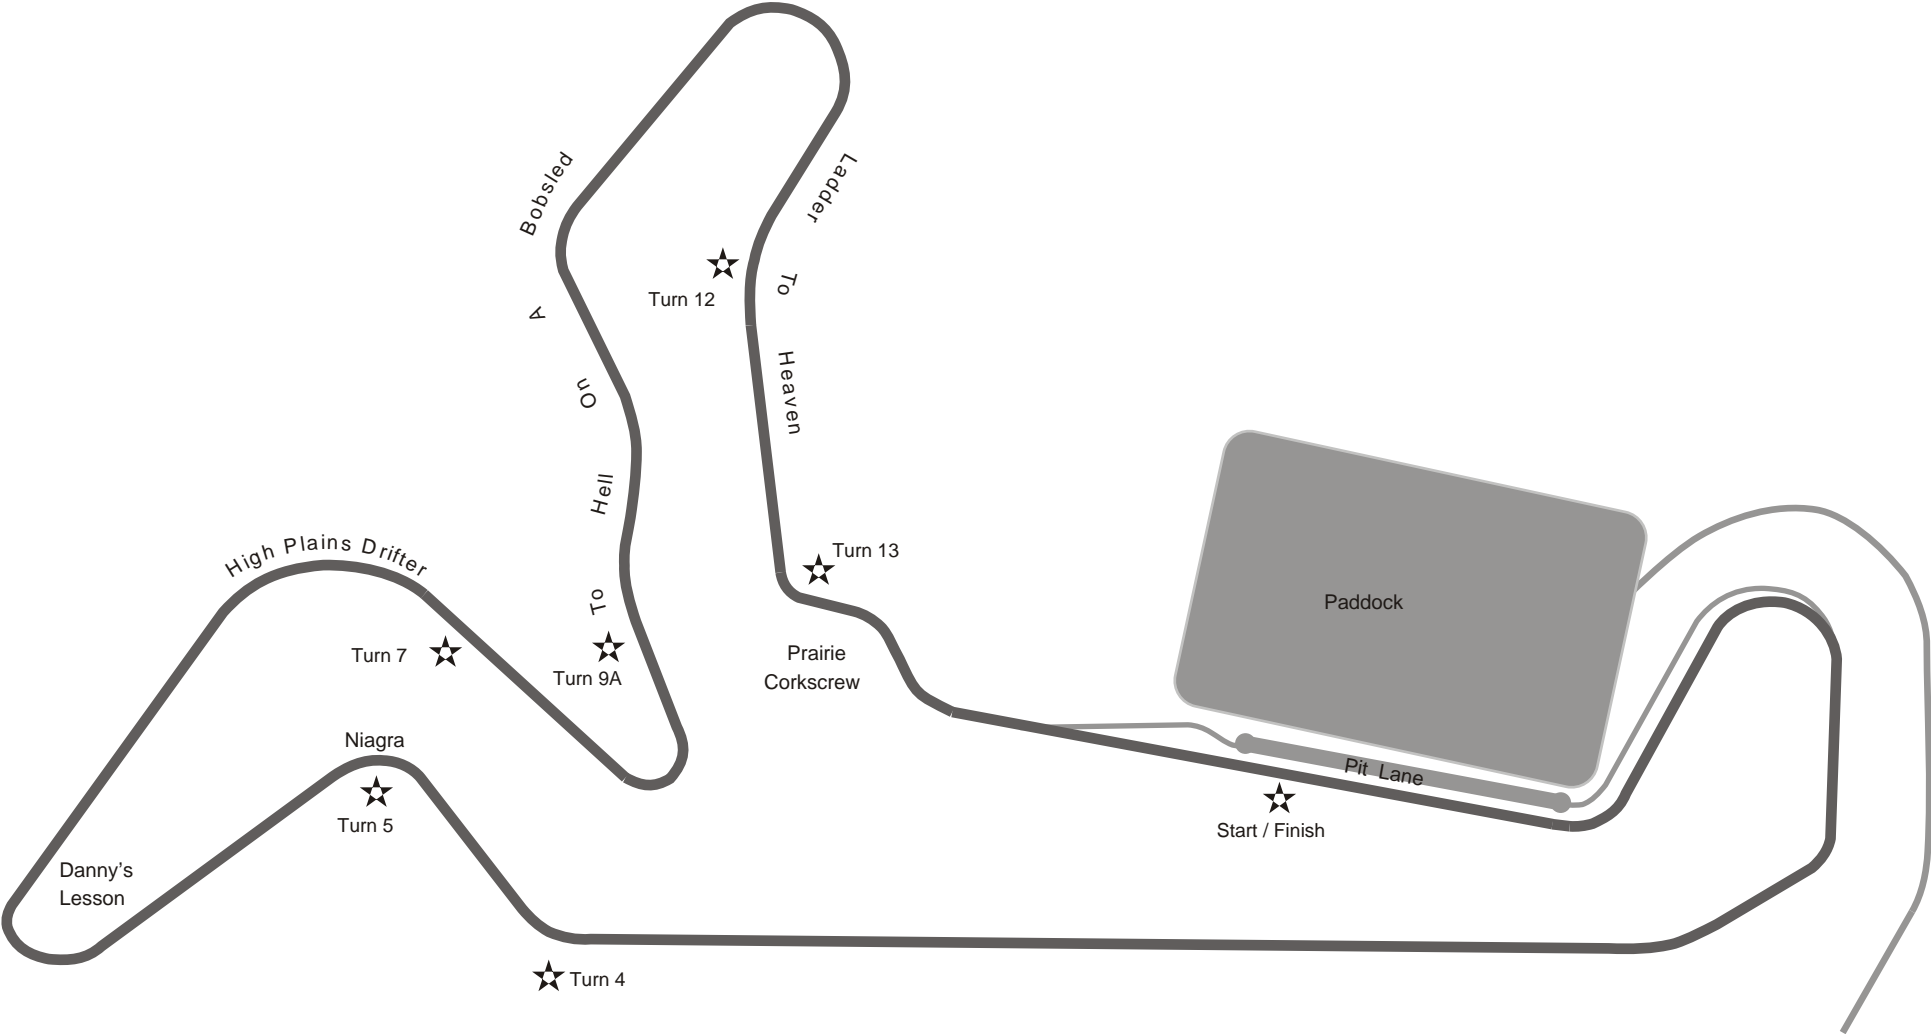 Ladder
To
Heaven
Turn 12
To
Hell
On
A
Bobsled
High Plains Drifter
Turn 13
Prairie
Corkscrew
Paddock
Turn 7
Turn 9A
Niagra
Turn 5
Danny’s
Lesson
Pit Lane
Start / Finish
Turn 4